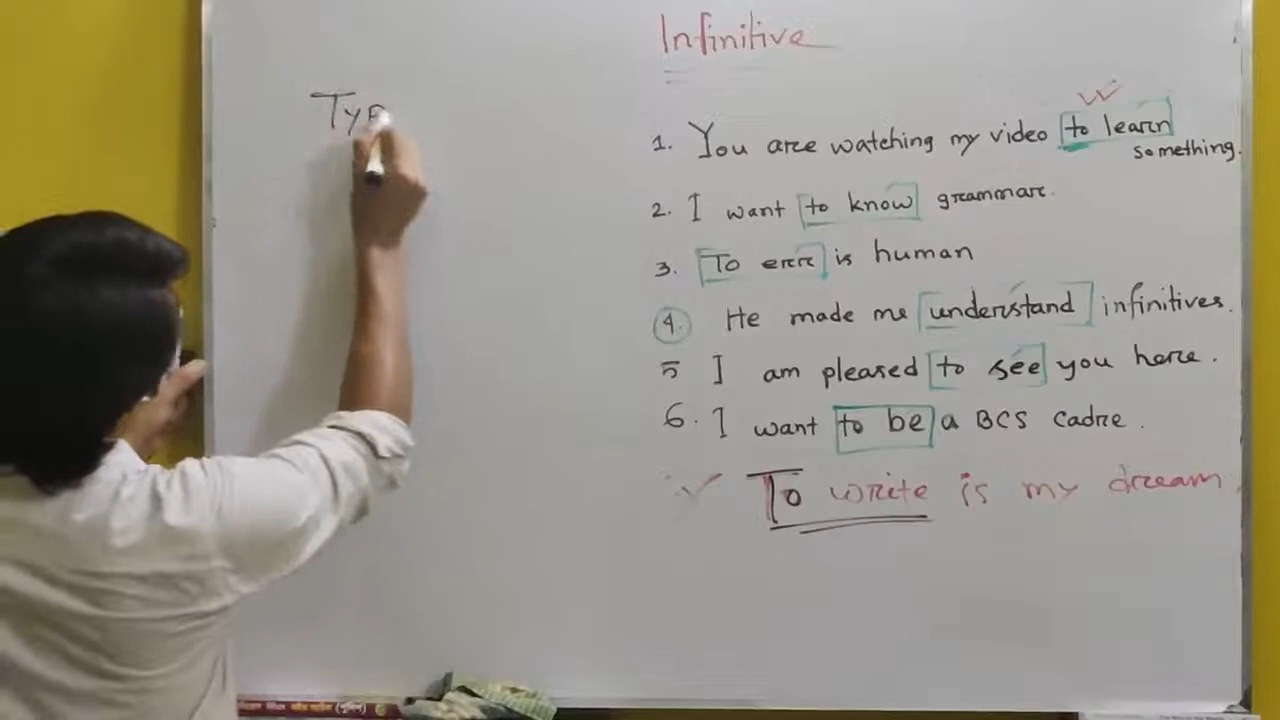 Infinitive
Typ
1. You are watching my video to learn
something.
2. I want to know grammar.
3. To err is human
4. He made me understand infinitives.
5 I am pleased to see you here.
6. I want to be a BCS Cadre.
To write is my dream.